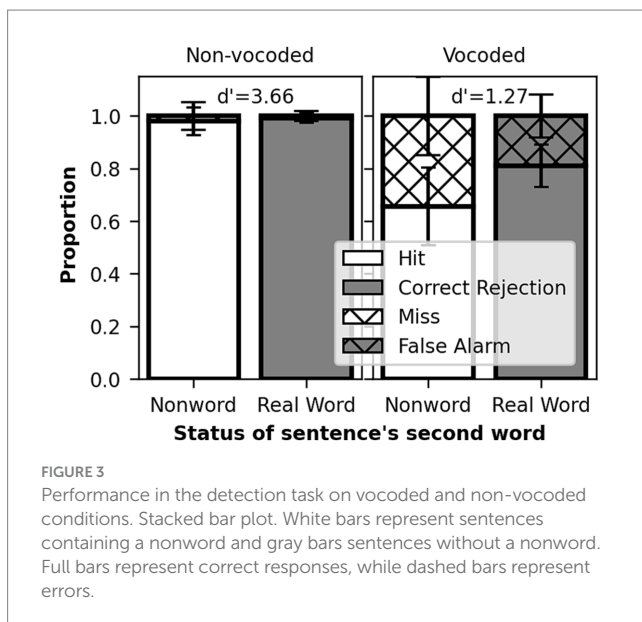 Non-vocoded Vocoded
d'=3.66 d'=1.27
1.0
0.8
0.6
0.4
0.2
0.0
Proportion
Hit
Correct Rejection
Miss
False Alarm
Nonword Real Word Nonword Real Word
Status of sentence's second word
FIGURE 3
Performance in the detection task on vocoded and non-vocoded
conditions. Stacked bar plot. White bars represent sentences
containing a nonword and gray bars sentences without a nonword.
Full bars represent correct responses, while dashed bars represent
errors.